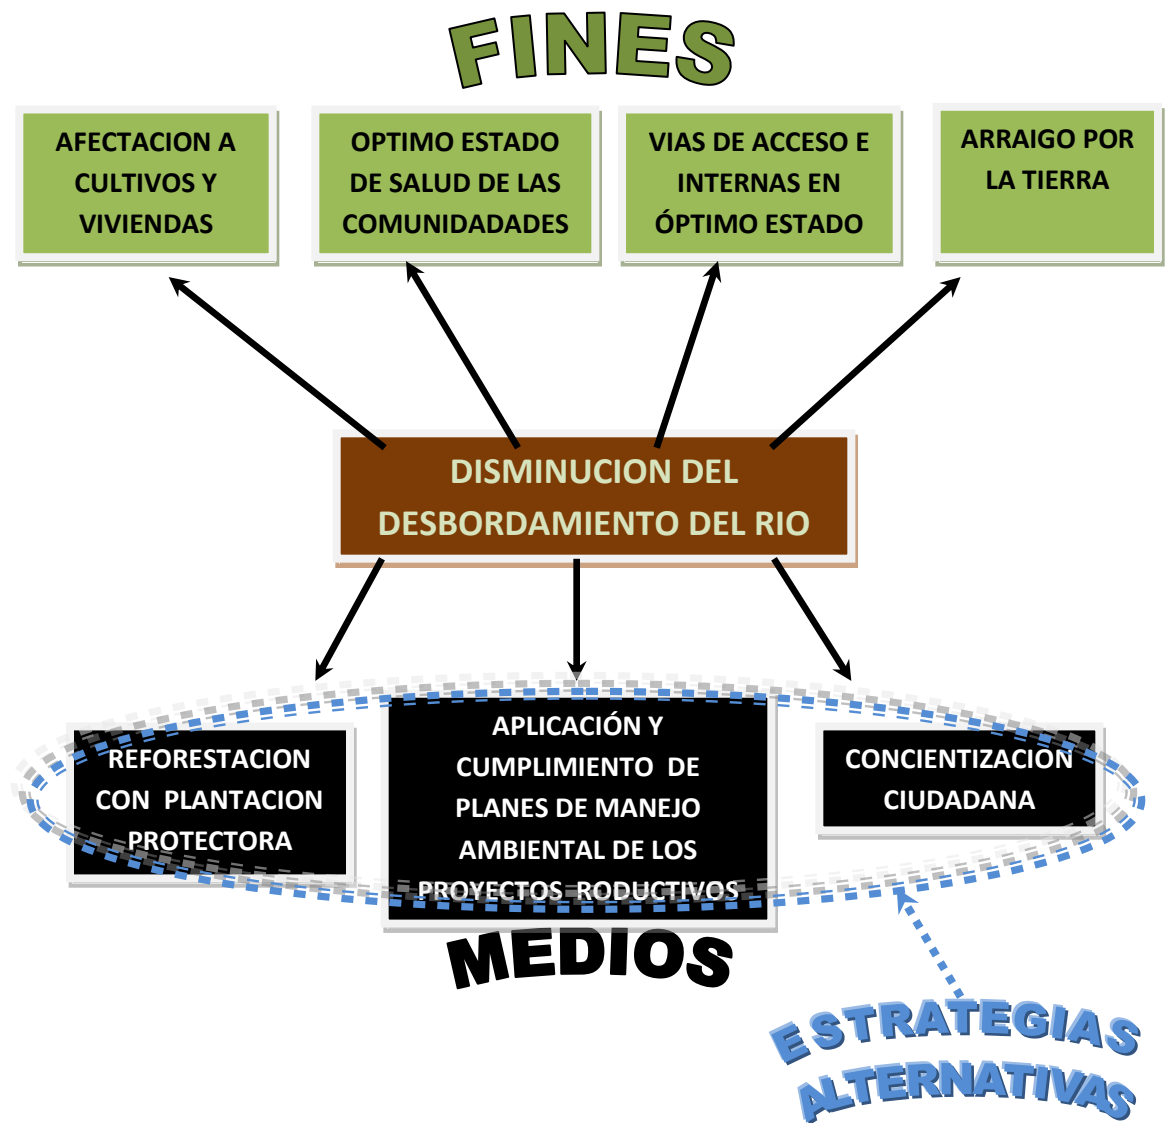 FINES
AFECTACION A
CULTIVOS Y
VIVIENDAS
OPTIMO ESTADO
DE SALUD DE LAS
COMUNIDADADES
VIAS DE ACCESO E
INTERNAS EN
ÓPTIMO ESTADO
ARRAIGO POR
LA TIERRA
DISMINUCION DEL
DESBORDAMIENTO DEL RIO
REFORESTACION
CON PLANTACION
PROTECTORA
APLICACIÓN Y
CUMPLIMIENTO DE
PLANES DE MANEJO
AMBIENTAL DE LOS
PROYECTOS RODUCTIVOS
CONCIENTIZACION
CIUDADANA
MEDIOS
ESTRATEGIAS
ALTERNATIVAS